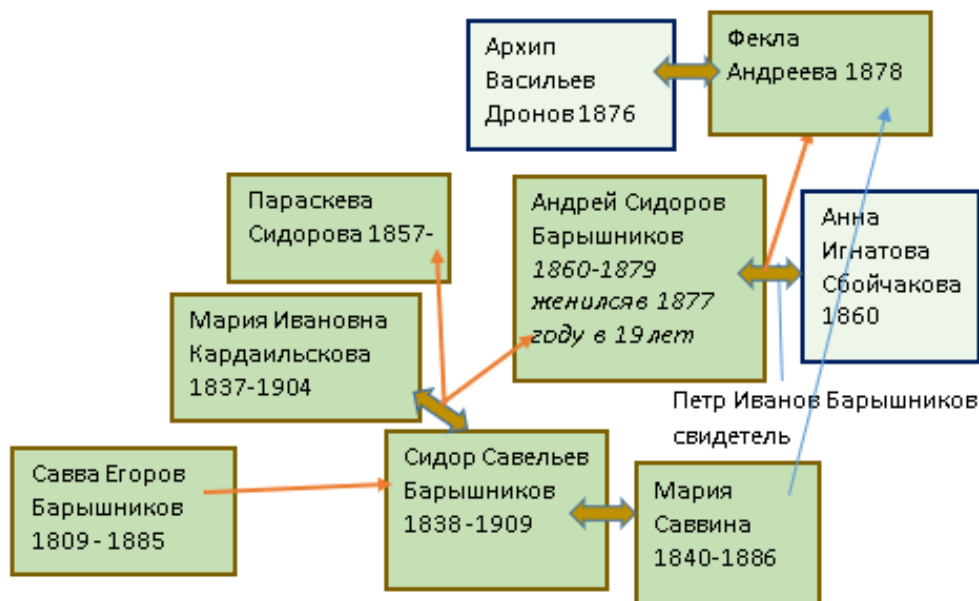 Архип
Васильев
Дронов 1876
Фекла
Андреева 1878
Параскева
Сидорова 1857-
Андрей Сидоров
Барышников
1860-1879
женился в 1877
году в 19 лет
Анна
Игнатова
Сбойчакова
1860
Мария Ивановна
Кардаильскова
1837-1904
Петр Иванов Барышников
свидетель
Савва Егоров
Барышников
1809 - 1885
Сидор Савельев
Барышников
1838 -1909
Мария
Саввина
1840-1886